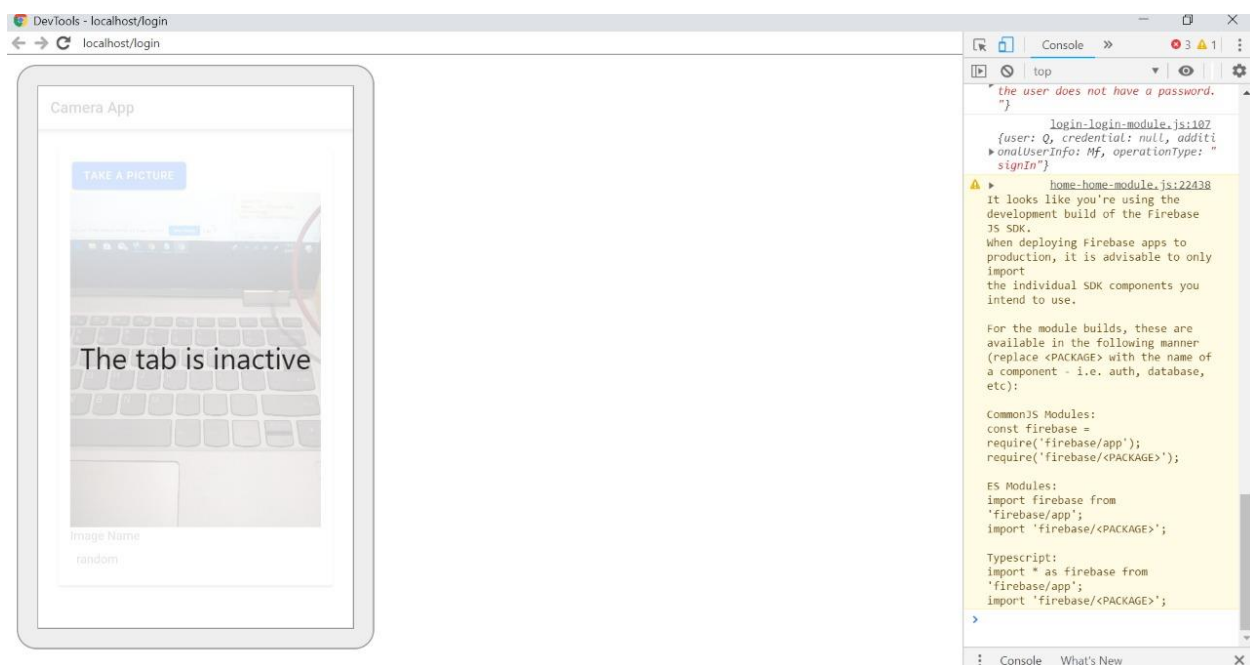 DevTools - localhost/login
localhost/login
Console
3
1
top
Camera App
TAKE A PICTURE
The tab is inactive
Image Name
random
the user does not have a password.
"}
login-login-module.js:107
{user: Q, credential: null, additi
onalUserInfo: Mf, operationType: "
signIn"}
home-home-module.js:22438
It looks like you're using the
development build of the Firebase
JS SDK.
When deploying Firebase apps to
production, it is advisable to only
import
the individual SDK components you
intend to use.
For the module builds, these are
available in the following manner
(replace <PACKAGE> with the name of
a component - i.e. auth, database,
etc):
CommonJS Modules:
const firebase =
require('firebase/app');
require('firebase/<PACKAGE>');
ES Modules:
import firebase from
'firebase/app';
import 'firebase/<PACKAGE>';
Typescript:
import * as firebase from
'firebase/app';
import 'firebase/<PACKAGE>';
Console What's New